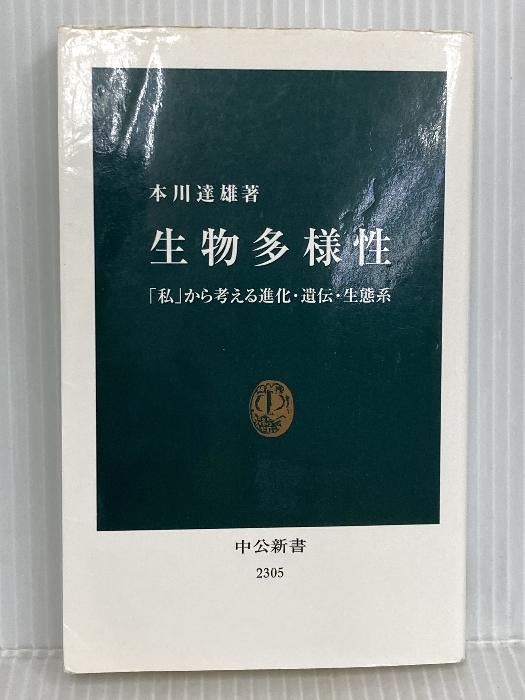 本川達雄著
生物多様性
「私」から考える進化・遺伝・生態系
中公新書
2305